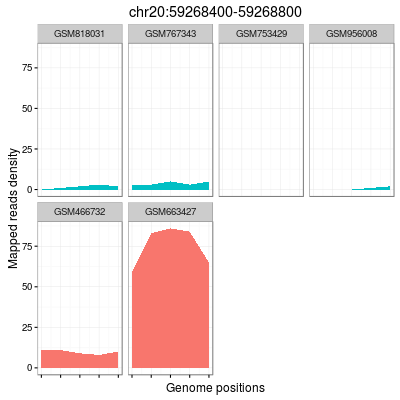 chr20:59268400-59268800
GSM818031 GSM767343 GSM753429 GSM956008
75
50
25
0
Mapped reads density
GSM466732 GSM663427
75
50
25
0
Genome positions